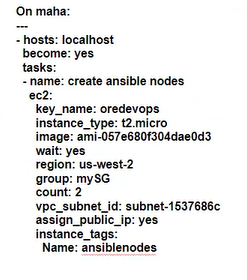 On maha:
---
- hosts: localhost
  become: yes
  tasks:
  - name: create ansible nodes
    ec2:
      key_name: oredevops
      instance_type: t2.micro
      image: ami-057e680f304dae0d3
      wait: yes
      region: us-west-2
      group: mySG
      count: 2
      vpc_subnet_id: subnet-1537686c
      assign_public_ip: yes
      instance_tags:
        Name: ansiblenodes